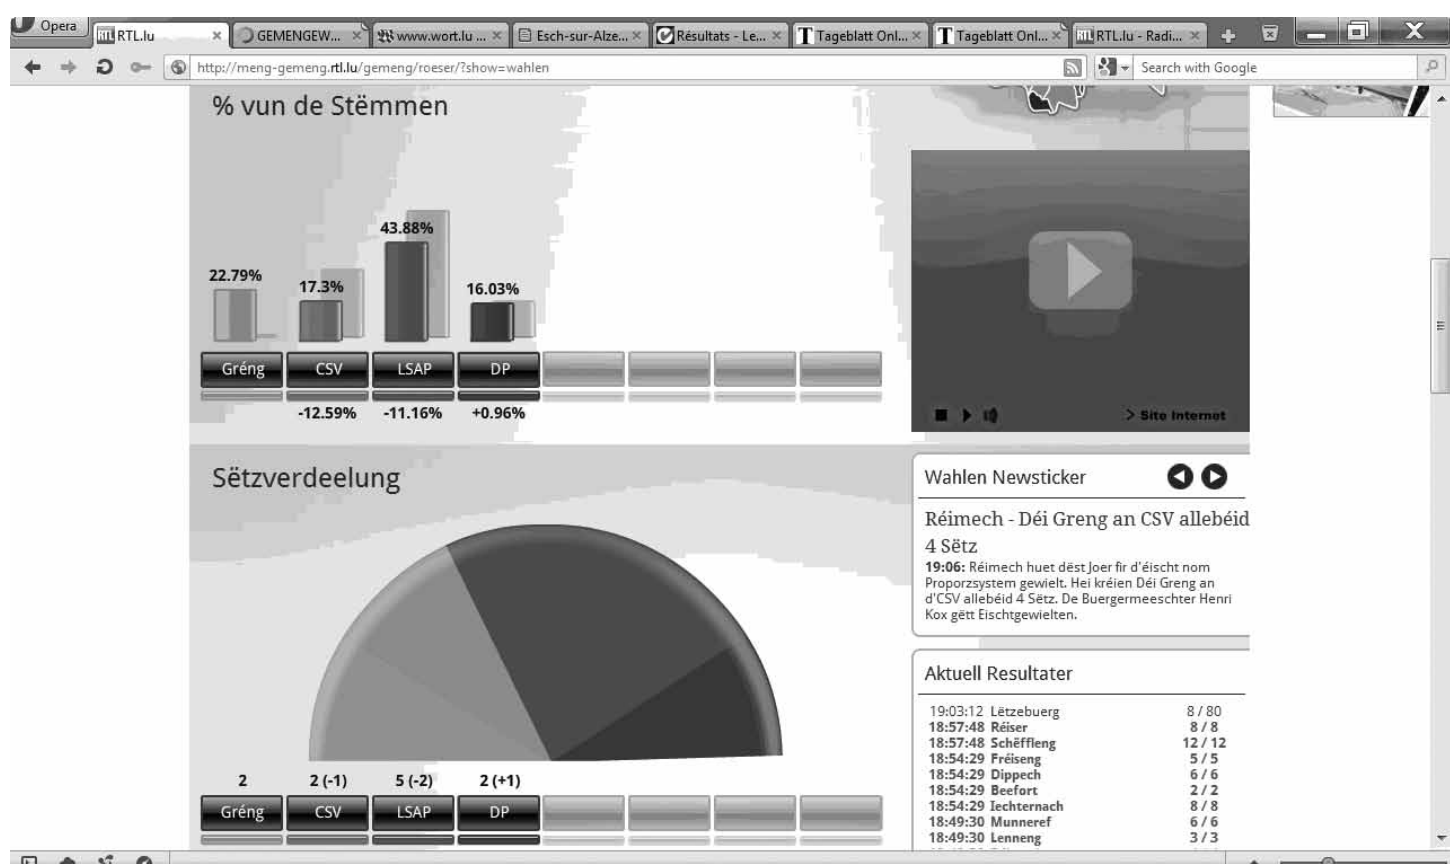 Opera
RTL.lu
GEMENGEW...
www.wort.lu ...
Esch-sur-Alze...
Résultats - Le...
Tageblatt Onl...
Tageblatt Onl...
RTL.lu - Radi...
http://meng-gemeng.rtl.lu/gemeng/roeser/?show=wahlen
Search with Google
% vun de Stëmmen
43.88%
22.79%
17.3%
16.03%
Gréng CSV LSAP DP
-12.59% -11.16% +0.96%
> Site Internet
Sëtzverdeelung
2 2 (-1) 5 (-2) 2 (+1)
Gréng CSV LSAP DP
Wahlen Newsticker
Réimech - Déi Greng an CSV allebéid
4 Sëtz
19:06: Réimech huet dëst Joer fir d'éischt nom
Proporzsystem gewielt. Hei kréien Déi Greng an
d'CSV allebéid 4 Sëtz. De Buergermeeschter Henri
Kox gëtt Eischtgewielten.
Aktuell Resultater
19:03:12 Lëtzebuerg 8 / 80
18:57:48 Réiser 8 / 8
18:57:48 Schëffleng 12 / 12
18:54:29 Fréiseng 5 / 5
18:54:29 Dippech 6 / 6
18:54:29 Beefort 2 / 2
18:54:29 Iechternach 8 / 8
18:49:30 Munneref 6 / 6
18:49:30 Lenneng 3 / 3